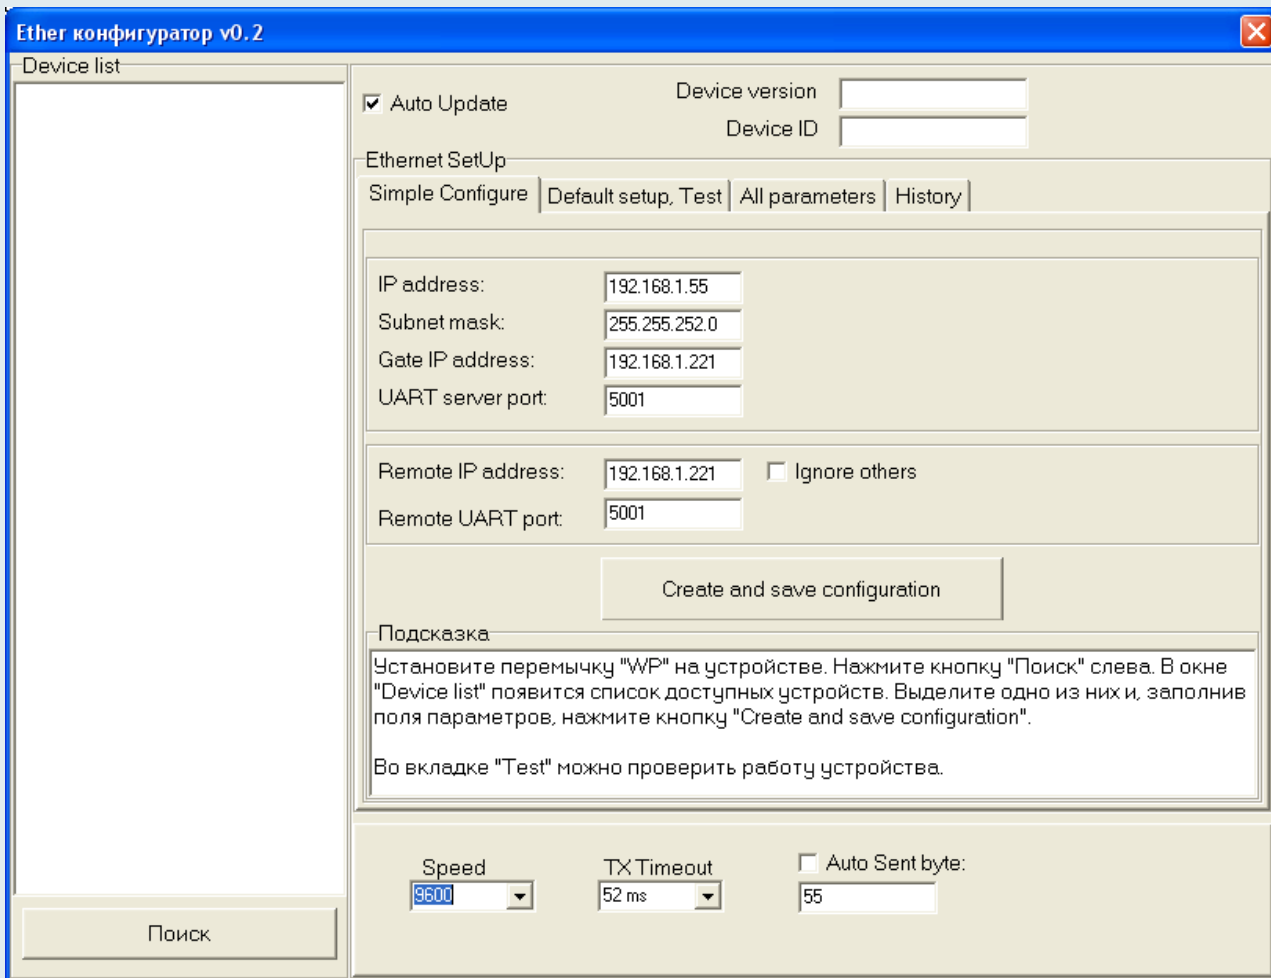 Ether конфигуратор v0.2
Device list
Auto Update
Device version
Device ID
Ethernet SetUp
Simple Configure
Default setup, Test
All parameters
History
IP address:
192.168.1.55
Subnet mask:
255.255.252.0
Gate IP address:
192.168.1.221
UART server port:
5001
Remote IP address:
192.168.1.221
Ignore others
Remote UART port:
5001
Create and save configuration
Подсказка
Установите перемычку "WP" на устройстве. Нажмите кнопку "Поиск" слева. В окне
"Device list" появится список доступных устройств. Выделите одно из них и, заполнив
поля параметров, нажмите кнопку "Create and save configuration".
Во вкладке "Test" можно проверить работу устройства.
Speed
9600
TX Timeout
52 ms
Auto Sent byte:
55
Поиск